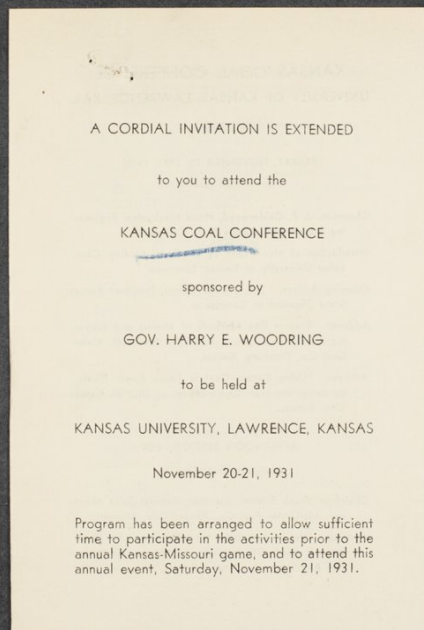 A CORDIAL INVITATION IS EXTENDED
to you to attend the
KANSAS COAL CONFERENCE
sponsored by
GOV. HARRY E. WOODRING
to be held at
KANSAS UNIVERSITY, LAWRENCE, KANSAS
November 20-21, 1931
Program has been arranged to allow sufficient
time to participate in the activities prior to the
annual Kansas-Missouri game, and to attend this
annual event, Saturday, November 21, 1931.